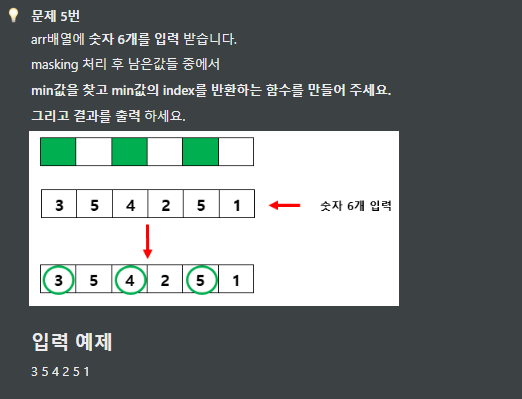 문제 5번
arr배열에 숫자 6개를 입력 받습니다.
masking 처리 후 남은값들 중에서
min값을 찾고 min값의 index를 반환하는 함수를 만들어 주세요.
그리고 결과를 출력 하세요.
3 5 4 2 5 1
숫자 6개 입력
3 5 4 2 5 1
입력 예제
3 5 4 2 5 1